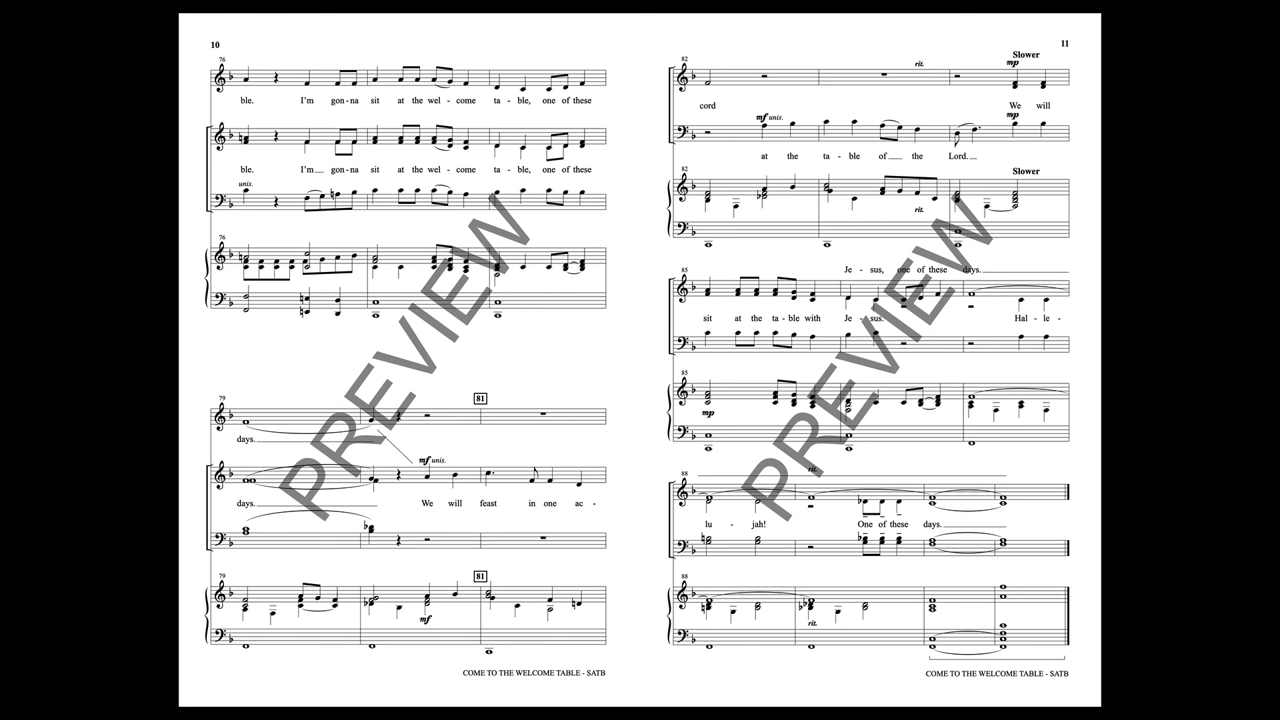 10
76
ble. I'm gon-na sit at the wel - come ta - ble, one of these
ble. I'm gon-na sit at the wel - come ta - ble, one of these
unis.
76
79
81
days.
mf unis.
days. We will feast in one ac -
79
81
mf
COME TO THE WELCOME TABLE - SATB
11
Slower
82
rit.
mp
cord We will
mf unis.
mp
at the ta - ble of the Lord.
82
Slower
rit.
Je - sus, one of these days.
85
sit at the ta-ble with Je - sus. Hal - le -
85
mp
88
rit.
lu - jah! One of these days.
88
rit.
COME TO THE WELCOME TABLE - SATB
PREVIEW
PREVIEW